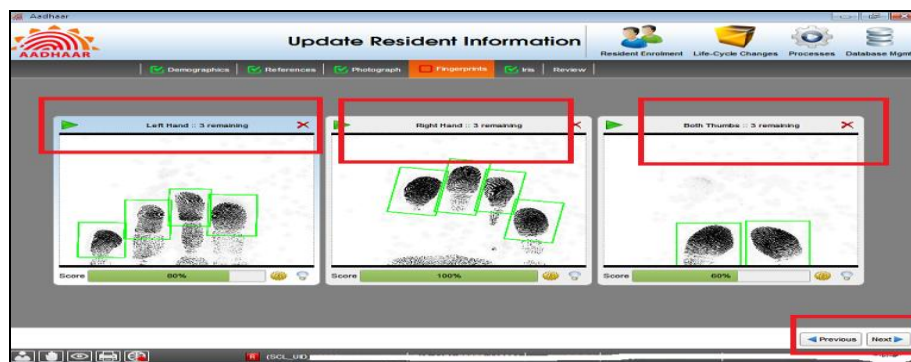 Aadhaar
AADHAAR
Update Resident Information
Resident Enrolment Life-Cycle Changes Processes Database Mgmt
Demographics References Photograph Fingerprints Iris Review
Left Hand :: 3 remaining
Right Hand :: 3 remaining
Both Thumbs :: 3 remaining
Score 80%
Score 100%
Score 60%
Previous Next
R (SCL_UID)